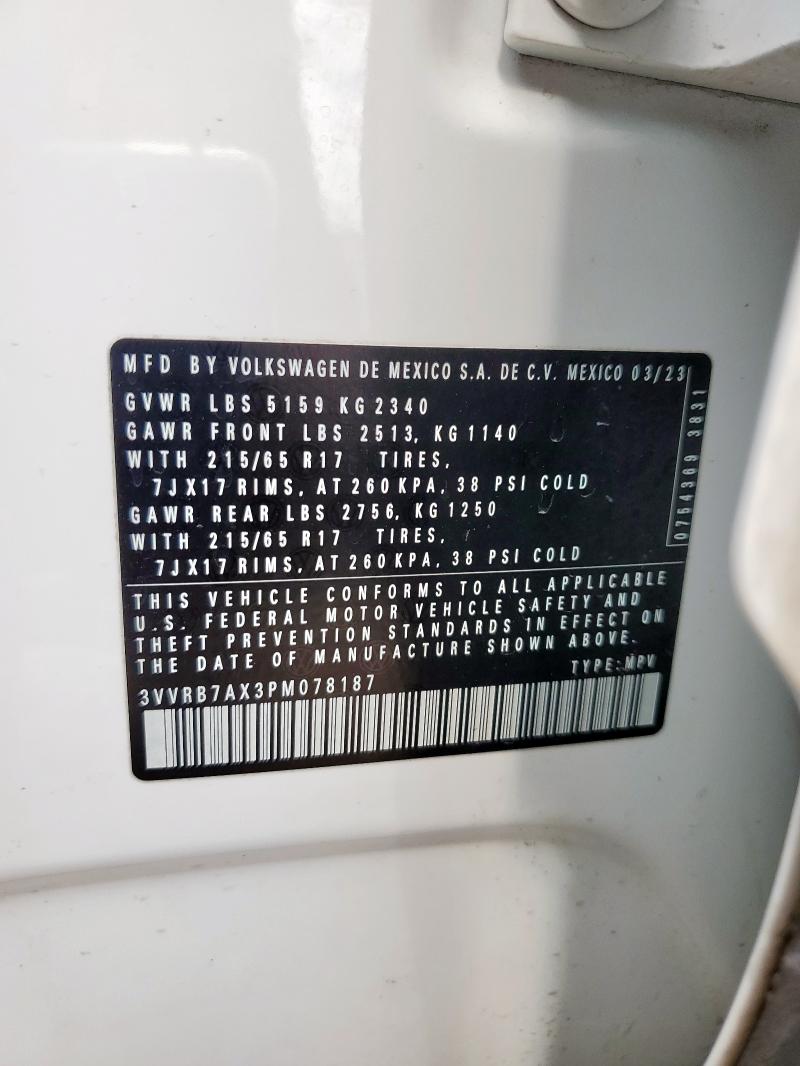 MFD BY VOLKSWAGEN DE MEXICO S.A. DE C.V. MEXICO 03/23
GVWR LBS 5159 KG 2340
GAWR FRONT LBS 2513, KG 1140
WITH 215/65 R17 TIRES,
7JX17 RIMS, AT 260 KPA, 38 PSI COLD
GAWR REAR LBS 2756, KG 1250
WITH 215/65 R17 TIRES,
7JX17 RIMS, AT 260 KPA, 38 PSI COLD
0754369 3831
THIS VEHICLE CONFORMS TO ALL APPLICABLE
U.S. FEDERAL MOTOR VEHICLE SAFETY AND
THEFT PREVENTION STANDARDS IN EFFECT ON
THE DATE OF MANUFACTURE SHOWN ABOVE.
TYPE: MPV
3VVRB7AX3PM078187